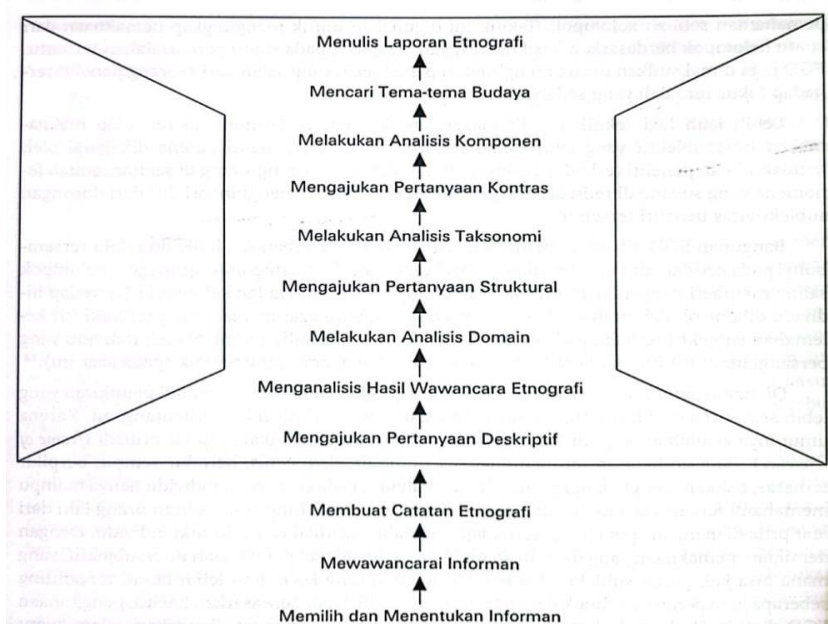 Menulis Laporan Etnografi
Mencari Tema-tema Budaya
Melakukan Analisis Komponen
Mengajukan Pertanyaan Kontras
Melakukan Analisis Taksonomi
Mengajukan Pertanyaan Struktural
Melakukan Analisis Domain
Menganalisis Hasil Wawancara Etnografi
Mengajukan Pertanyaan Deskriptif
Membuat Catatan Etnografi
Mewawancarai Informan
Memilih dan Menentukan Informan